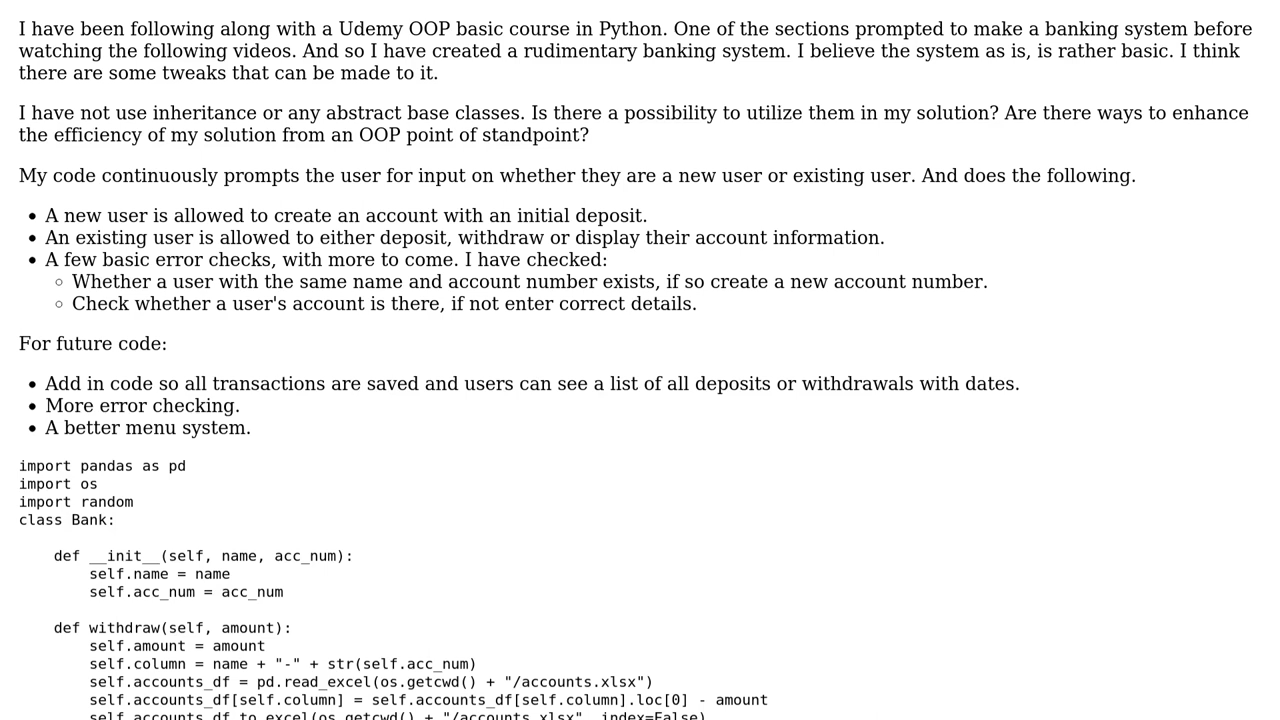 I have been following along with a Udemy OOP basic course in Python. One of the sections prompted to make a banking system before
watching the following videos. And so I have created a rudimentary banking system. I believe the system as is, is rather basic. I think
there are some tweaks that can be made to it.
I have not use inheritance or any abstract base classes. Is there a possibility to utilize them in my solution? Are there ways to enhance
the efficiency of my solution from an OOP point of standpoint?
My code continuously prompts the user for input on whether they are a new user or existing user. And does the following.
• A new user is allowed to create an account with an initial deposit.
• An existing user is allowed to either deposit, withdraw or display their account information.
• A few basic error checks, with more to come. I have checked:
◦ Whether a user with the same name and account number exists, if so create a new account number.
◦ Check whether a user's account is there, if not enter correct details.
For future code:
• Add in code so all transactions are saved and users can see a list of all deposits or withdrawals with dates.
• More error checking.
• A better menu system.
import pandas as pd
import os
import random
class Bank:
    def __init__(self, name, acc_num):
        self.name = name
        self.acc_num = acc_num
    def withdraw(self, amount):
        self.amount = amount
        self.column = name + "-" + str(self.acc_num)
        self.accounts_df = pd.read_excel(os.getcwd() + "/accounts.xlsx")
        self.accounts_df[self.column] = self.accounts_df[self.column].loc[0] - amount
        self.accounts_df.to_excel(os.getcwd() + "/accounts.xlsx", index=False)